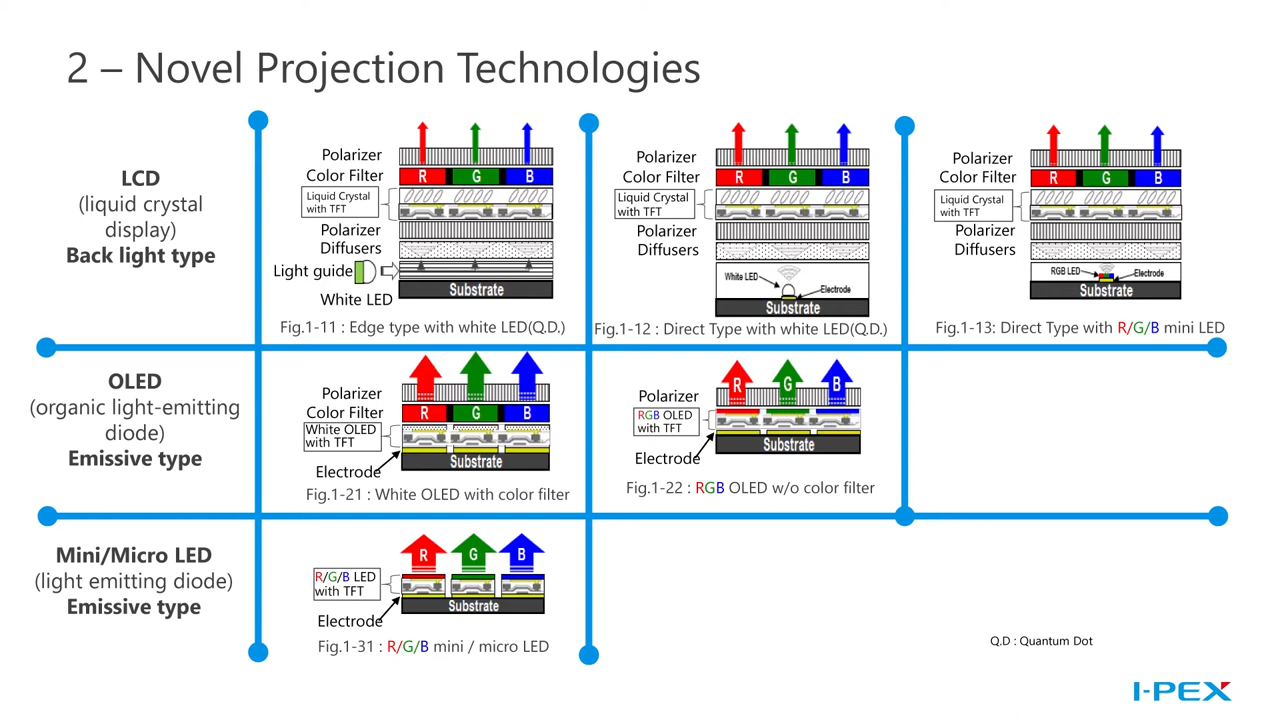 2 – Novel Projection Technologies
LCD
(liquid crystal
display)
Back light type
Polarizer
Color Filter
R G B
Liquid Crystal
with TFT
Polarizer
Diffusers
Light guide
White LED
Substrate
Fig.1-11 : Edge type with white LED(Q.D.)
Polarizer
Color Filter
R G B
Liquid Crystal
with TFT
Polarizer
Diffusers
White LED
Electrode
Substrate
Fig.1-12 : Direct Type with white LED(Q.D.)
Polarizer
Color Filter
R G B
Liquid Crystal
with TFT
Polarizer
Diffusers
RGB LED
Electrode
Substrate
Fig.1-13: Direct Type with R/G/B mini LED
OLED
(organic light-emitting
diode)
Emissive type
Polarizer
Color Filter
R G B
White OLED
with TFT
Electrode
Substrate
Fig.1-21 : White OLED with color filter
R G B
Polarizer
RGB OLED
with TFT
Electrode
Substrate
Fig.1-22 : RGB OLED w/o color filter
Mini/Micro LED
(light emitting diode)
Emissive type
R G B
R/G/B LED
with TFT
Substrate
Electrode
Fig.1-31 : R/G/B mini / micro LED
Q.D : Quantum Dot
I-PEX